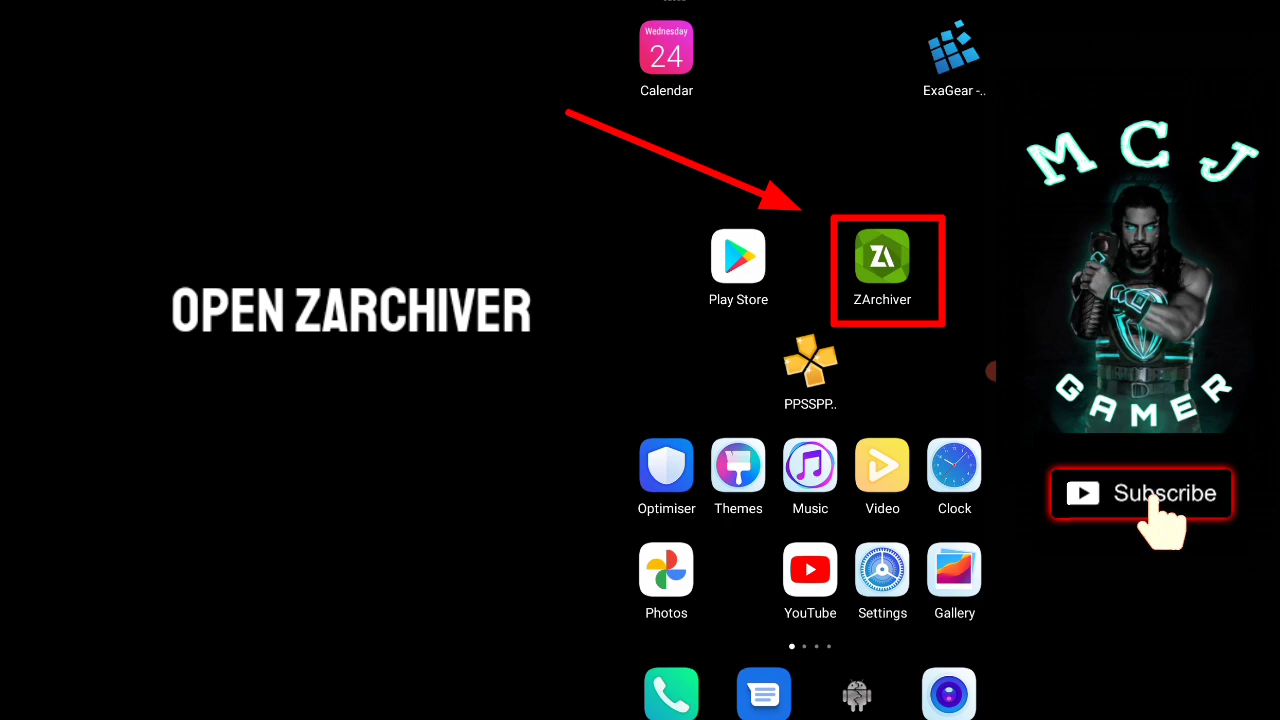 OPEN ZARCHIVER
Wednesday
24
Calendar
ExaGear -..
Play Store
ZA
ZArchiver
PPSSPP..
Optimiser
Themes
Music
Video
Clock
Photos
YouTube
Settings
Gallery
M C J
GAMER
Subscribe